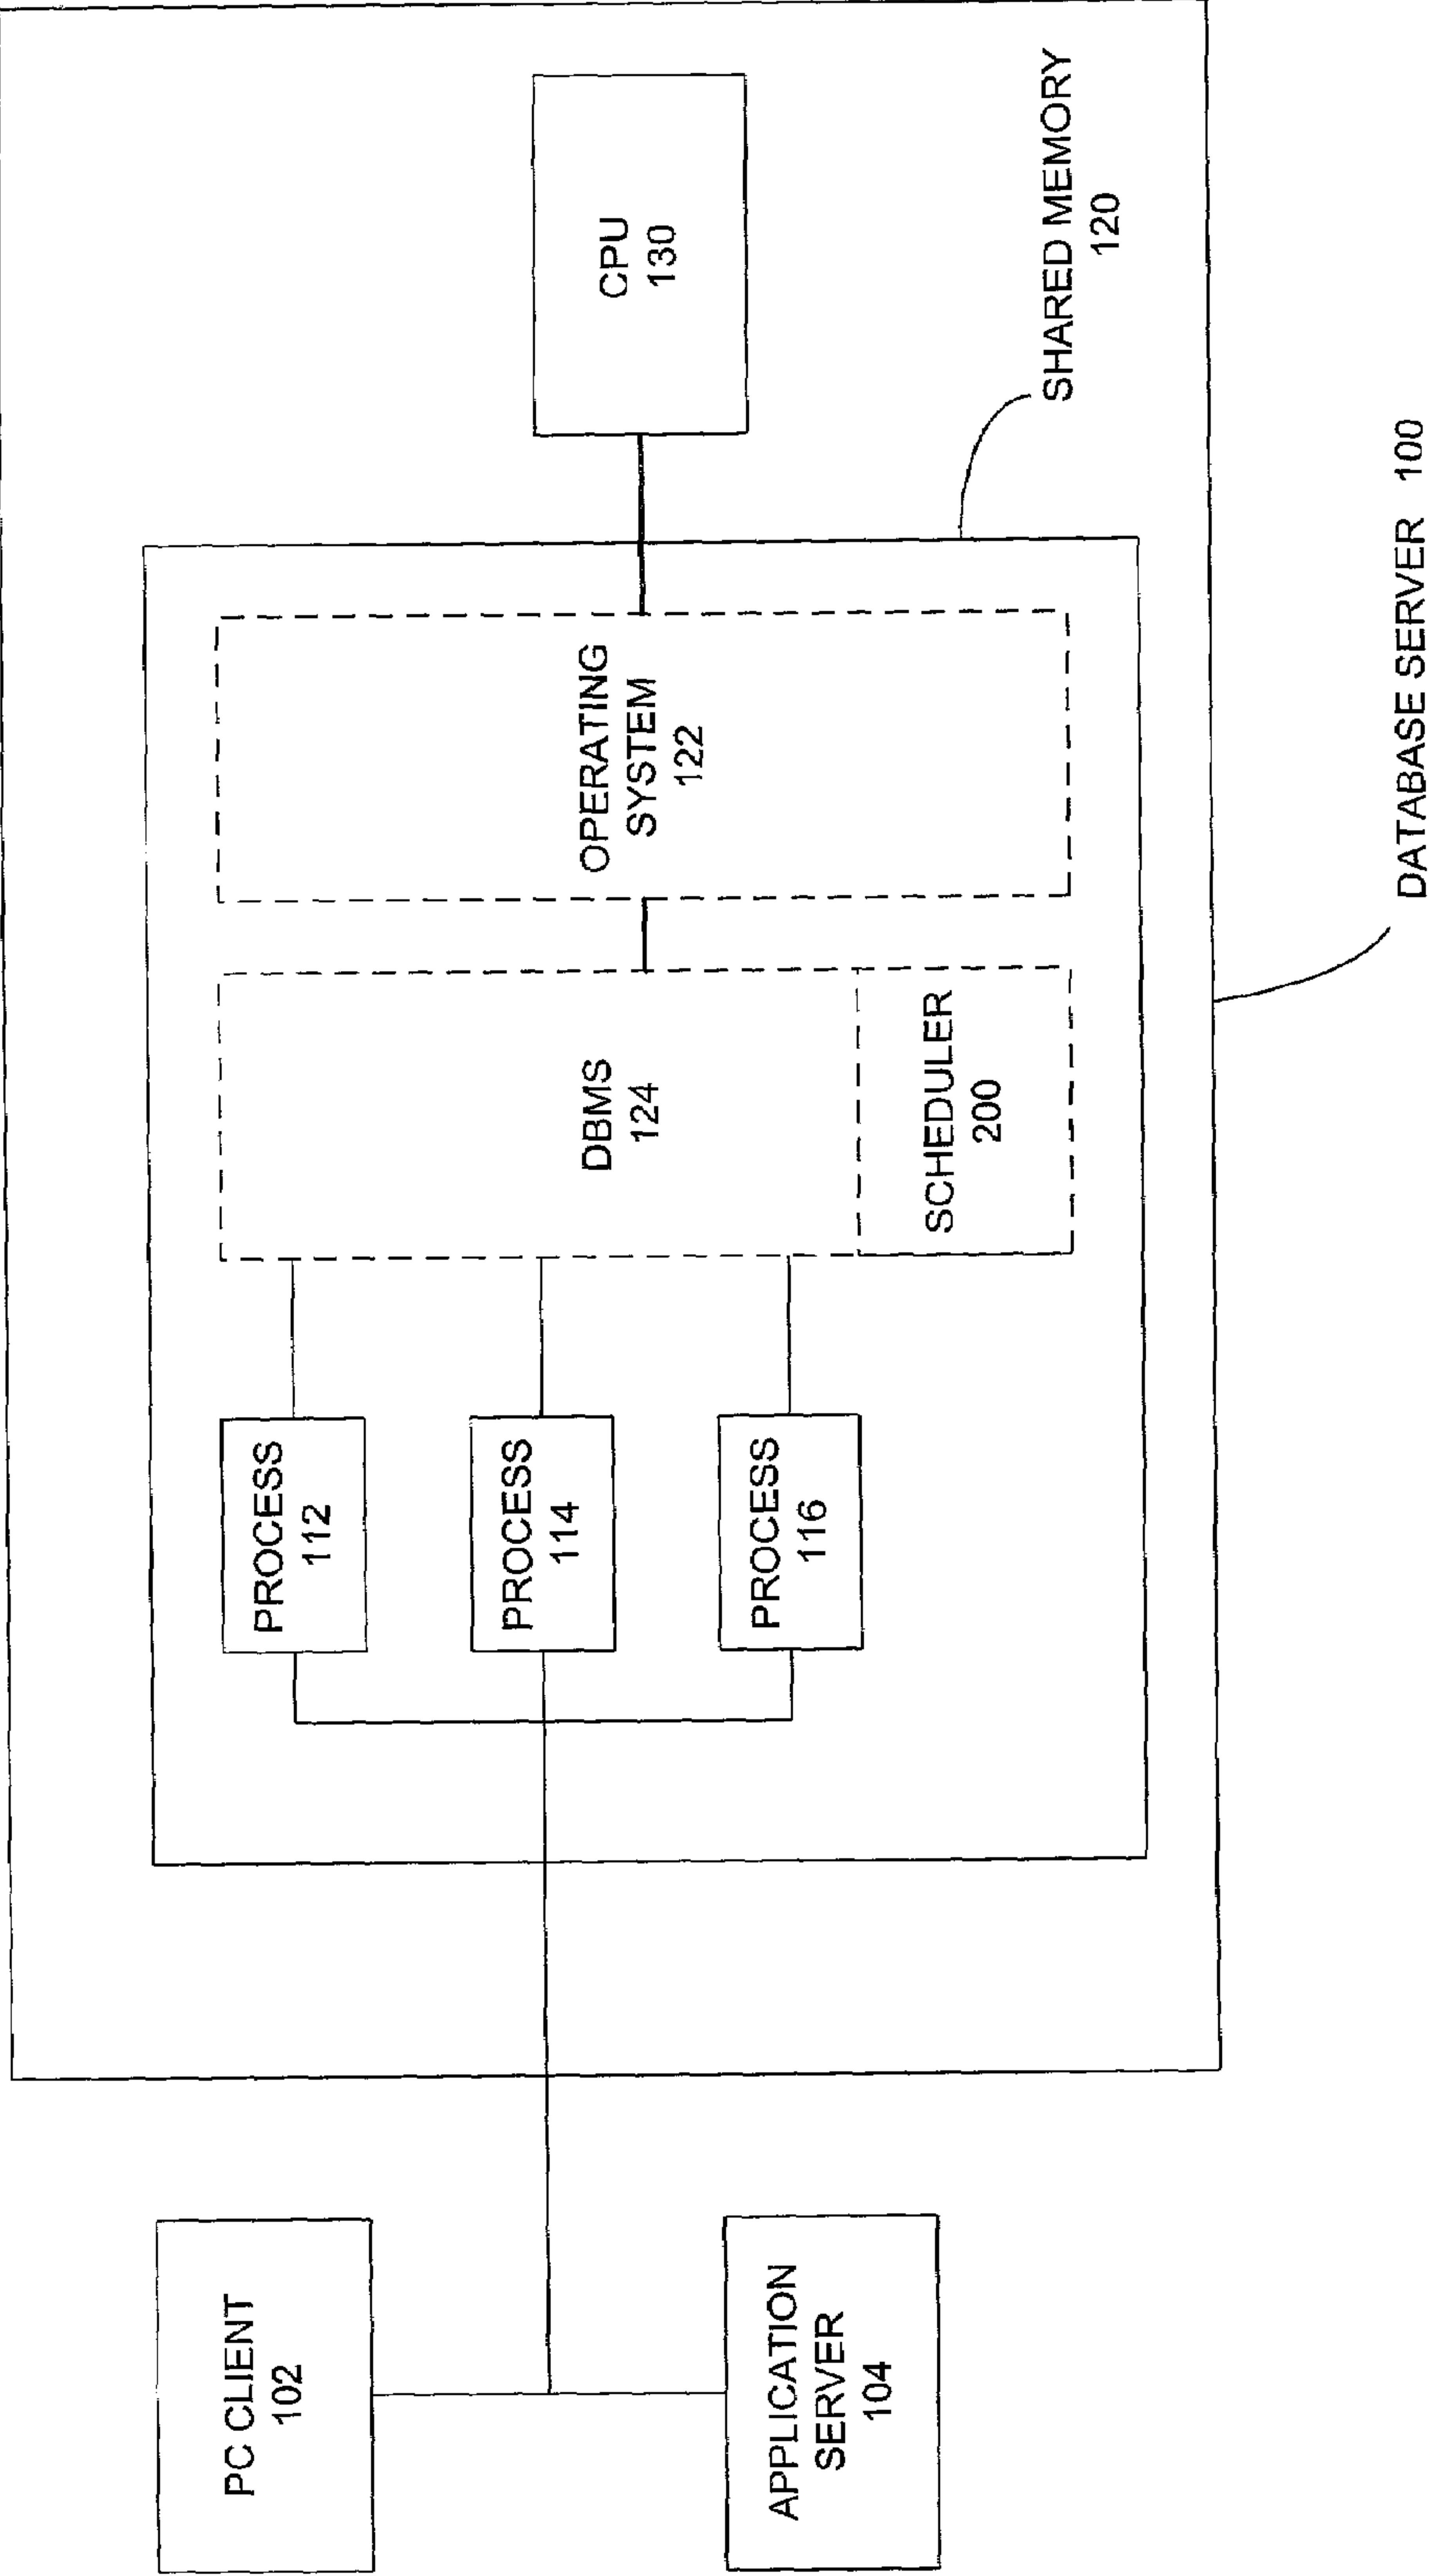 PC CLIENT
102
APPLICATION
SERVER
104
PROCESS
112
PROCESS
114
PROCESS
116
DBMS
124
SCHEDULER
200
OPERATING
SYSTEM
122
CPU
130
SHARED MEMORY
120
DATABASE SERVER 100